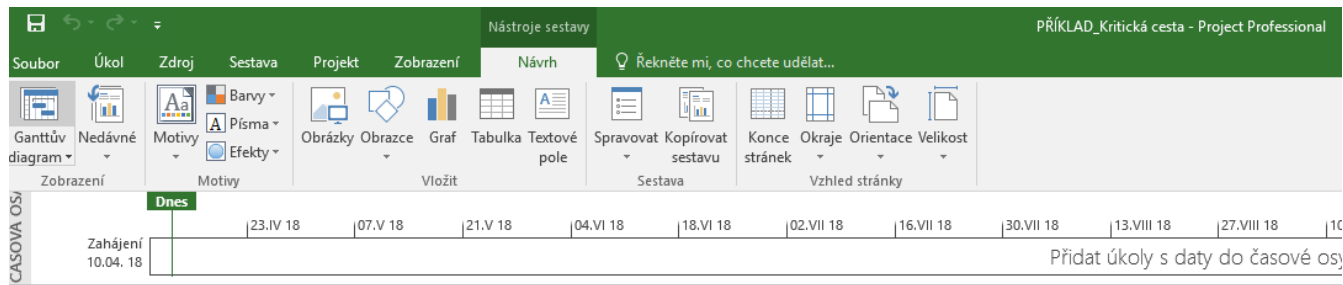 Nástroje sestavy
PŘÍKLAD_Kritická cesta - Project Professional
Soubor Úkol Zdroj Sestava Projekt Zobrazení Návrh Řekněte mi, co chcete udělat...
Ganttův diagram
Nedávné
Motivy
Barvy
Písma
Efekty
Obrázky
Obrazce
Graf
Tabulka
Textové pole
Spravovat
Kopírovat sestavu
Konce stránek
Okraje
Orientace
Velikost
Zobrazení
Motivy
Vložit
Sestava
Vzhled stránky
ČASOVÁ OSA
Dnes
23.IV 18 07.V 18 21.V 18 04.VI 18 18.VI 18 02.VII 18 16.VII 18 30.VII 18 13.VIII 18 27.VIII 18 10
Zahájení
10.04. 18
Přidat úkoly s daty do časové osy